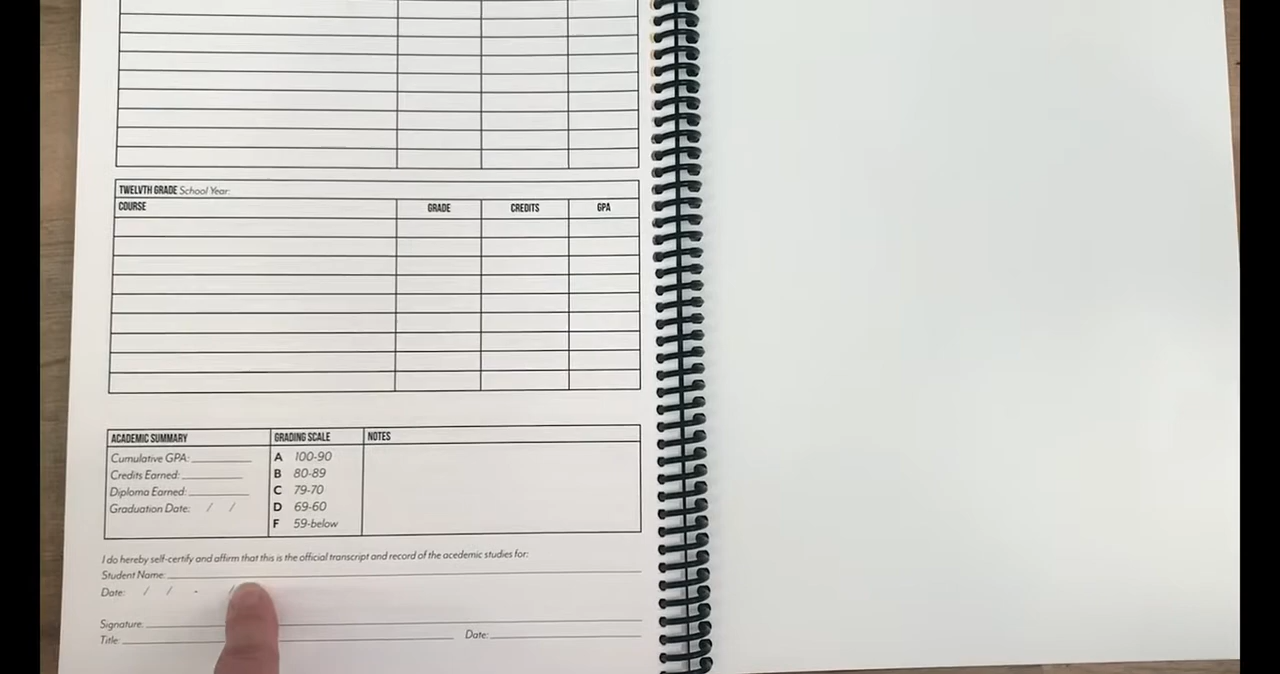 TWELVTH GRADE School Year:
COURSE GRADE CREDITS GPA
ACADEMIC SUMMARY GRADING SCALE NOTES
Cumulative GPA: A 100-90
Credits Earned: B 80-89
Diploma Earned: C 79-70
Graduation Date: / / D 69-60
F 59-below
I do hereby self-certify and affirm that this is the official transcript and record of the acedemic studies for:
Student Name:
Date: / / - /
Signature:
Title: Date: